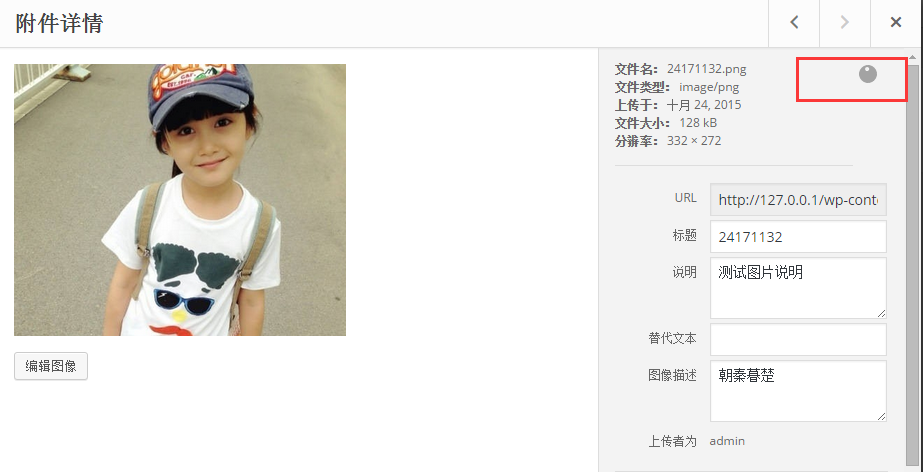 附件详情
文件名：24171132.png
文件类型：image/png
上传于：十月 24, 2015
文件大小：128 kB
分辨率：332 × 272
URL http://127.0.0.1/wp-cont
标题 24171132
说明 测试图片说明
替代文本
图像描述 朝秦暮楚
上传者为 admin
编辑图像